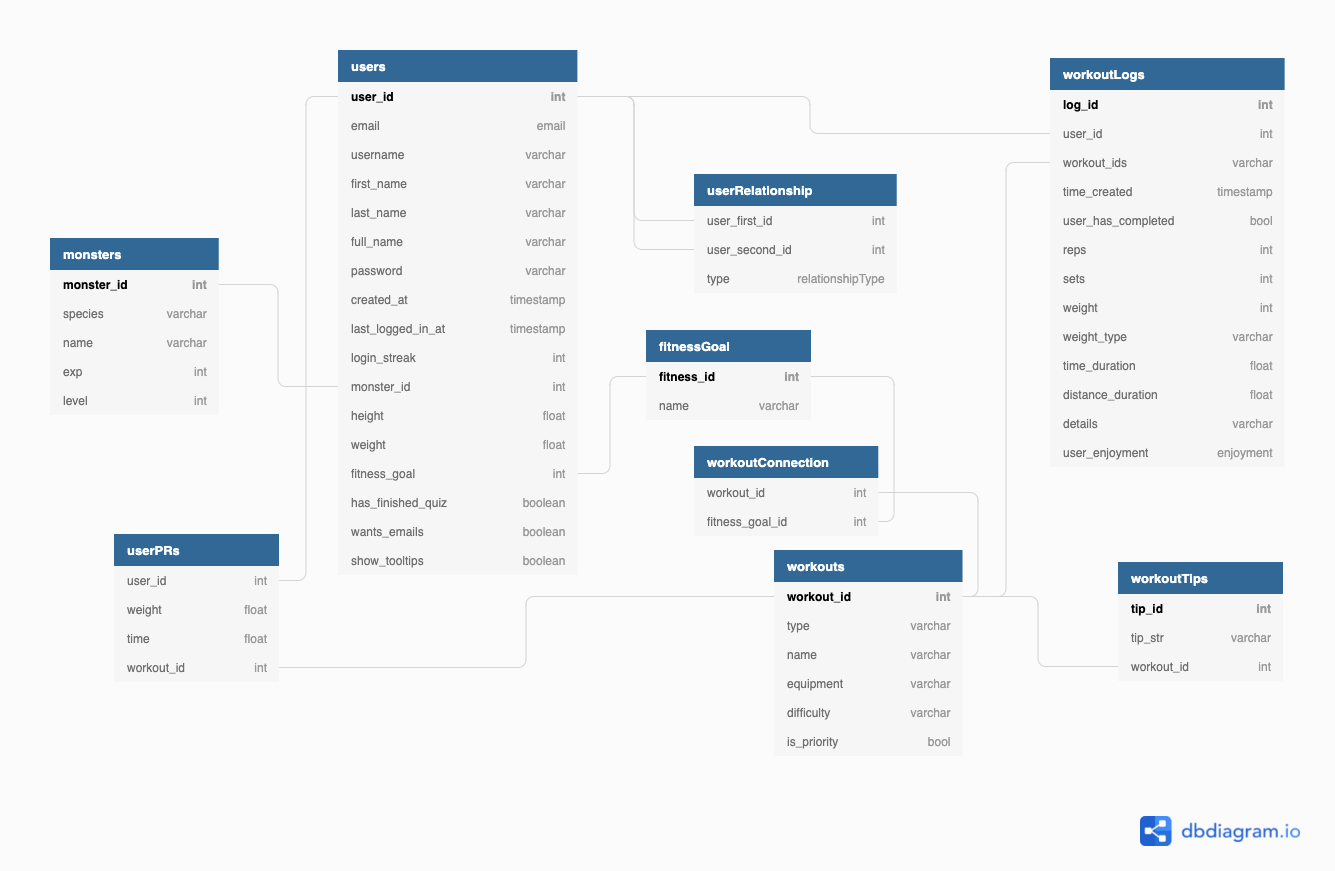 users
user_id int
email email
username varchar
first_name varchar
last_name varchar
full_name varchar
password varchar
created_at timestamp
last_logged_in_at timestamp
login_streak int
monster_id int
height float
weight float
fitness_goal int
has_finished_quiz boolean
wants_emails boolean
show_tooltips boolean
workoutLogs
log_id int
user_id int
workout_ids varchar
time_created timestamp
user_has_completed bool
reps int
sets int
weight int
weight_type varchar
time_duration float
distance_duration float
details varchar
user_enjoyment enjoyment
userRelationship
user_first_id int
user_second_id int
type relationshipType
monsters
monster_id int
species varchar
name varchar
exp int
level int
fitnessGoal
fitness_id int
name varchar
workoutConnection
workout_id int
fitness_goal_id int
userPRs
user_id int
weight float
time float
workout_id int
workouts
workout_id int
type varchar
name varchar
equipment varchar
difficulty varchar
is_priority bool
workoutTips
tip_id int
tip_str varchar
workout_id int
dbdiagram.io